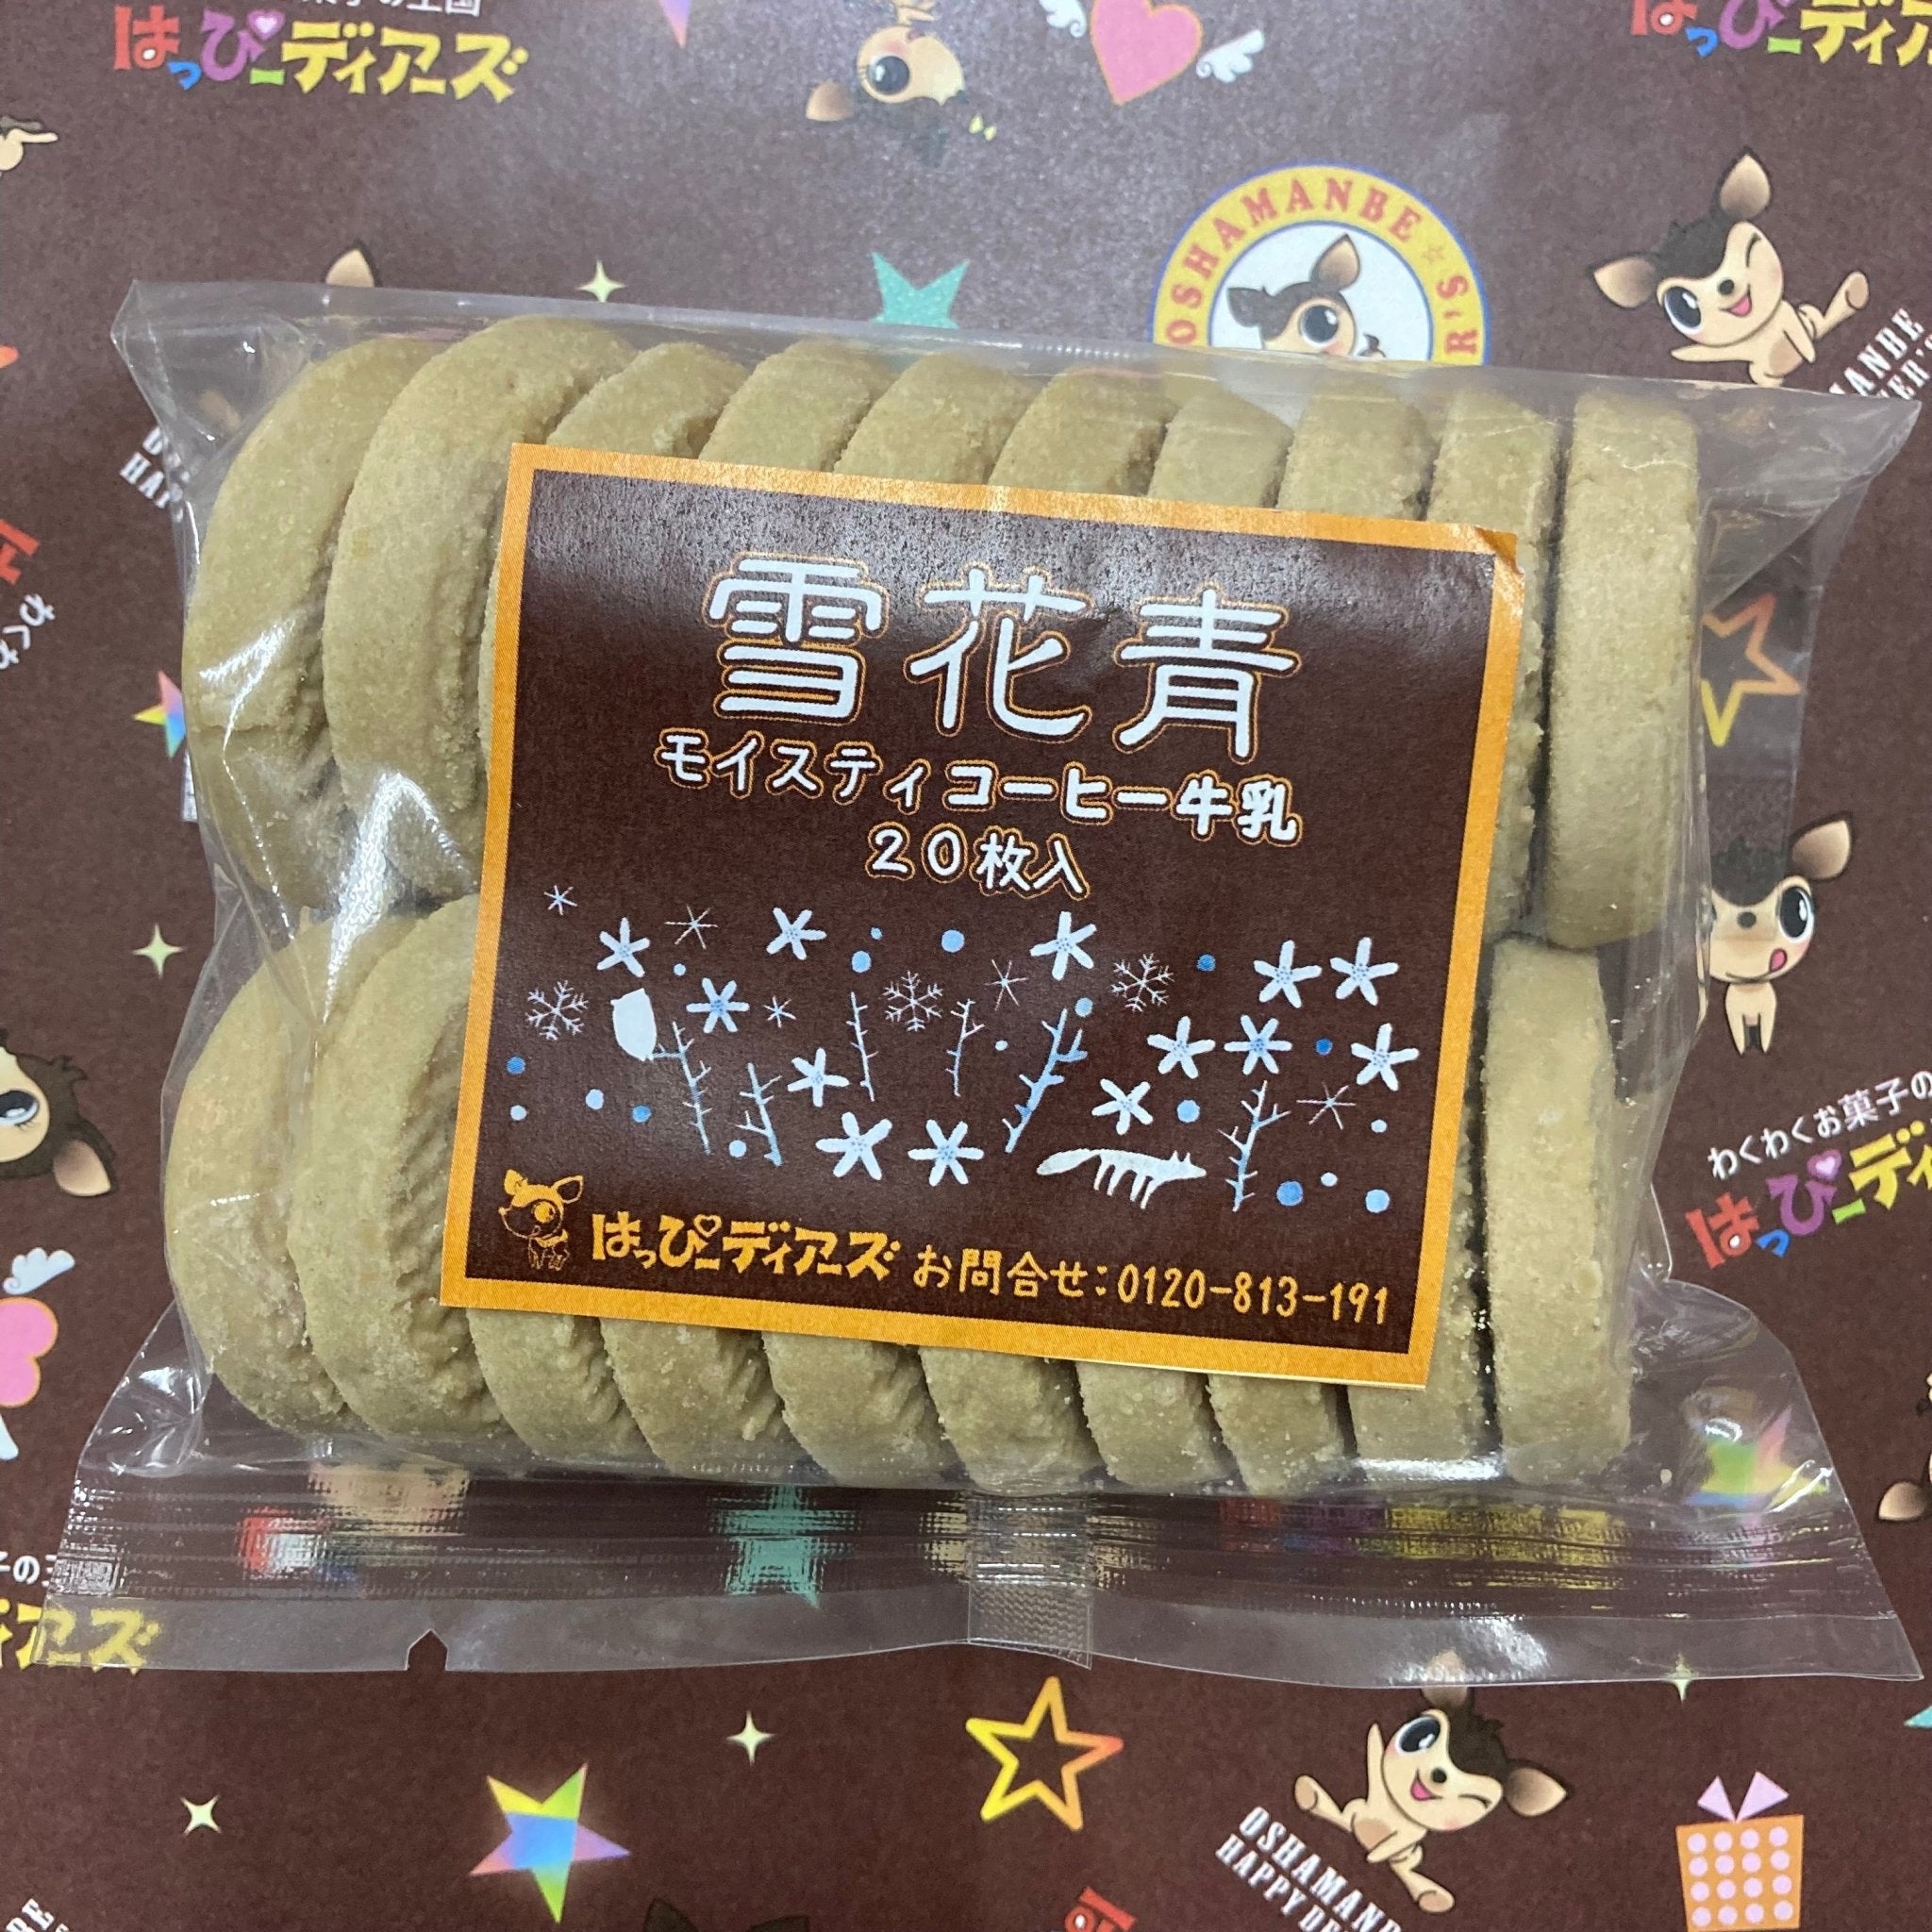 はっぴーディアーズ
OSHAMANBE☆S'R
雪花青
モイスティコーヒー牛乳
20枚入
はっぴーディアーズ お問合せ:0120-813-191
わくわくお菓子の
はっぴーディ
OSHAMANBE
HAPPY DE